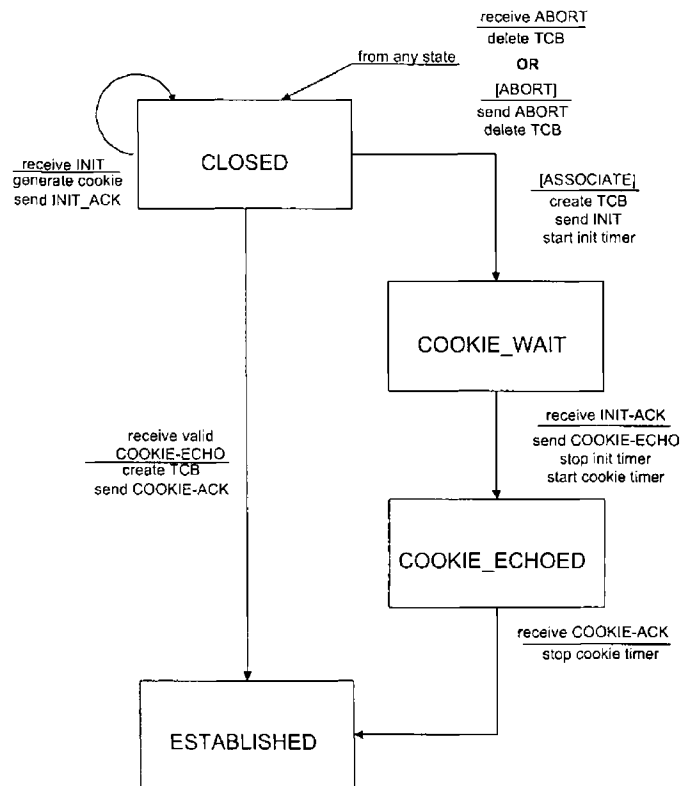 receive ABORT
delete TCB
from any state
OR
[ABORT]
send ABORT
delete TCB
CLOSED
receive INIT
generate cookie
send INIT_ACK
[ASSOCIATE]
create TCB
send INIT
start init timer
COOKIE_WAIT
receive INIT-ACK
send COOKIE-ECHO
stop init timer
start cookie timer
receive valid
COOKIE-ECHO
create TCB
send COOKIE-ACK
COOKIE_ECHOED
receive COOKIE-ACK
stop cookie timer
ESTABLISHED